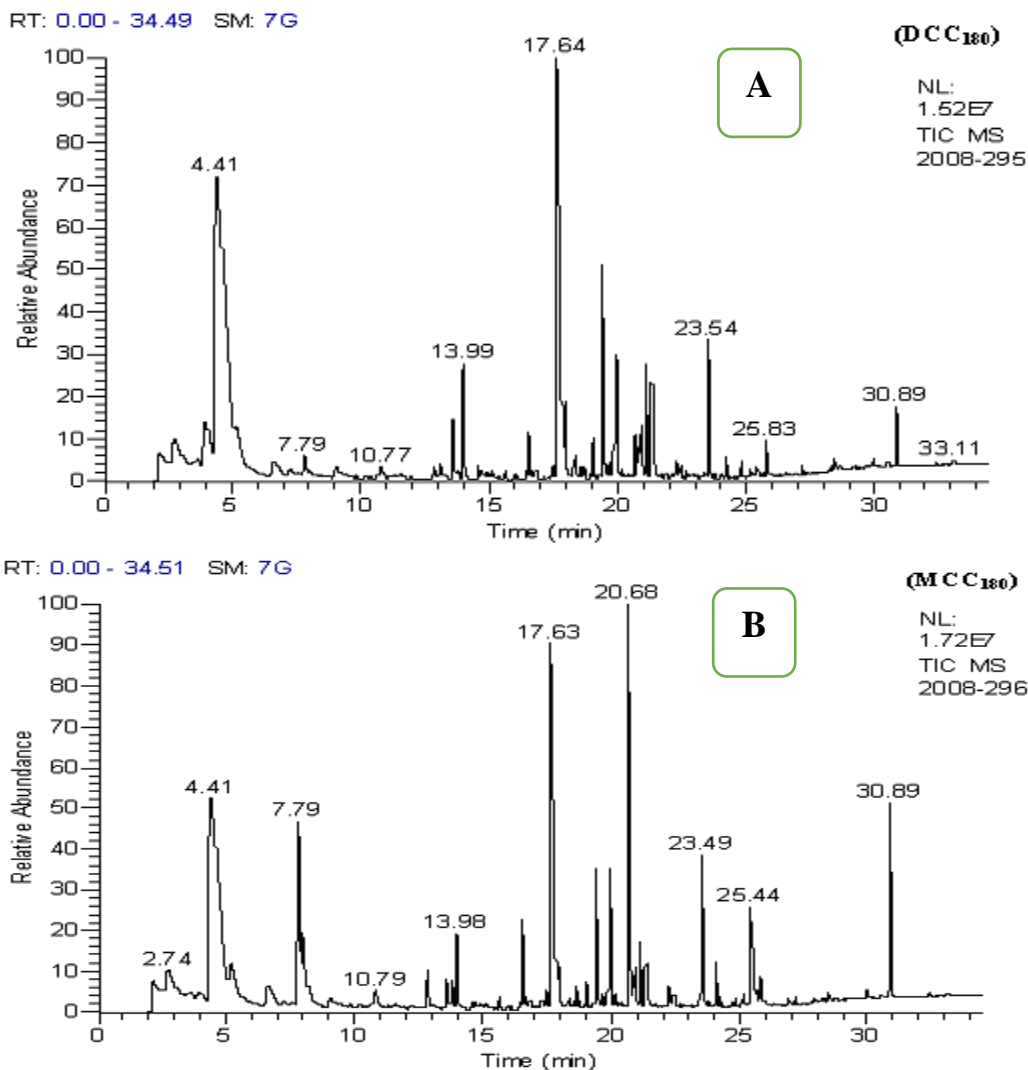 RT: 0.00 - 34.49 SM: 7G
(DCC180)
A
NL:
1.52E7
TIC MS
2008-295
17.64
4.41
13.99
7.79
10.77
23.54
25.83
30.89
33.11
100
90
80
70
60
50
40
30
20
10
0
Relative Abundance
0 5 10 15 20 25 30
Time (min)
RT: 0.00 - 34.51 SM: 7G
(MCC180)
B
NL:
1.72E7
TIC MS
2008-296
20.68
17.63
4.41
7.79
2.74
10.79
13.98
23.49
25.44
30.89
100
90
80
70
60
50
40
30
20
10
0
Relative Abundance
0 5 10 15 20 25 30
Time (min)